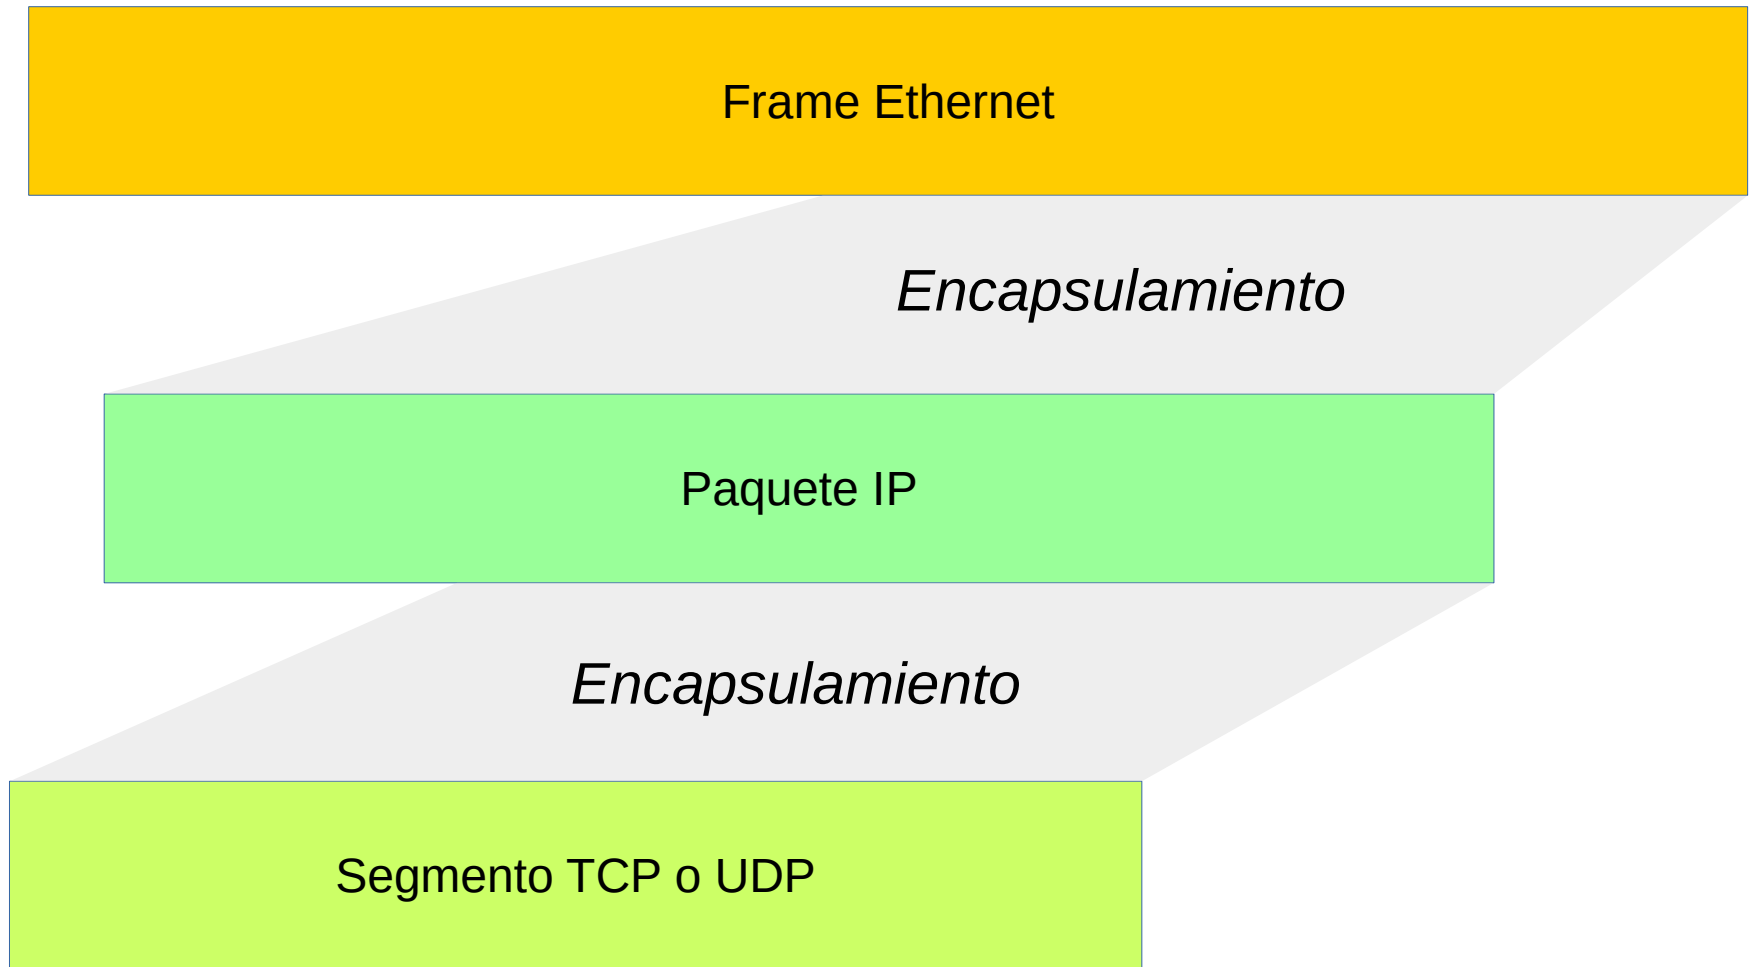 Frame Ethernet
Encapsulamiento
Paquete IP
Encapsulamiento
Segmento TCP o UDP